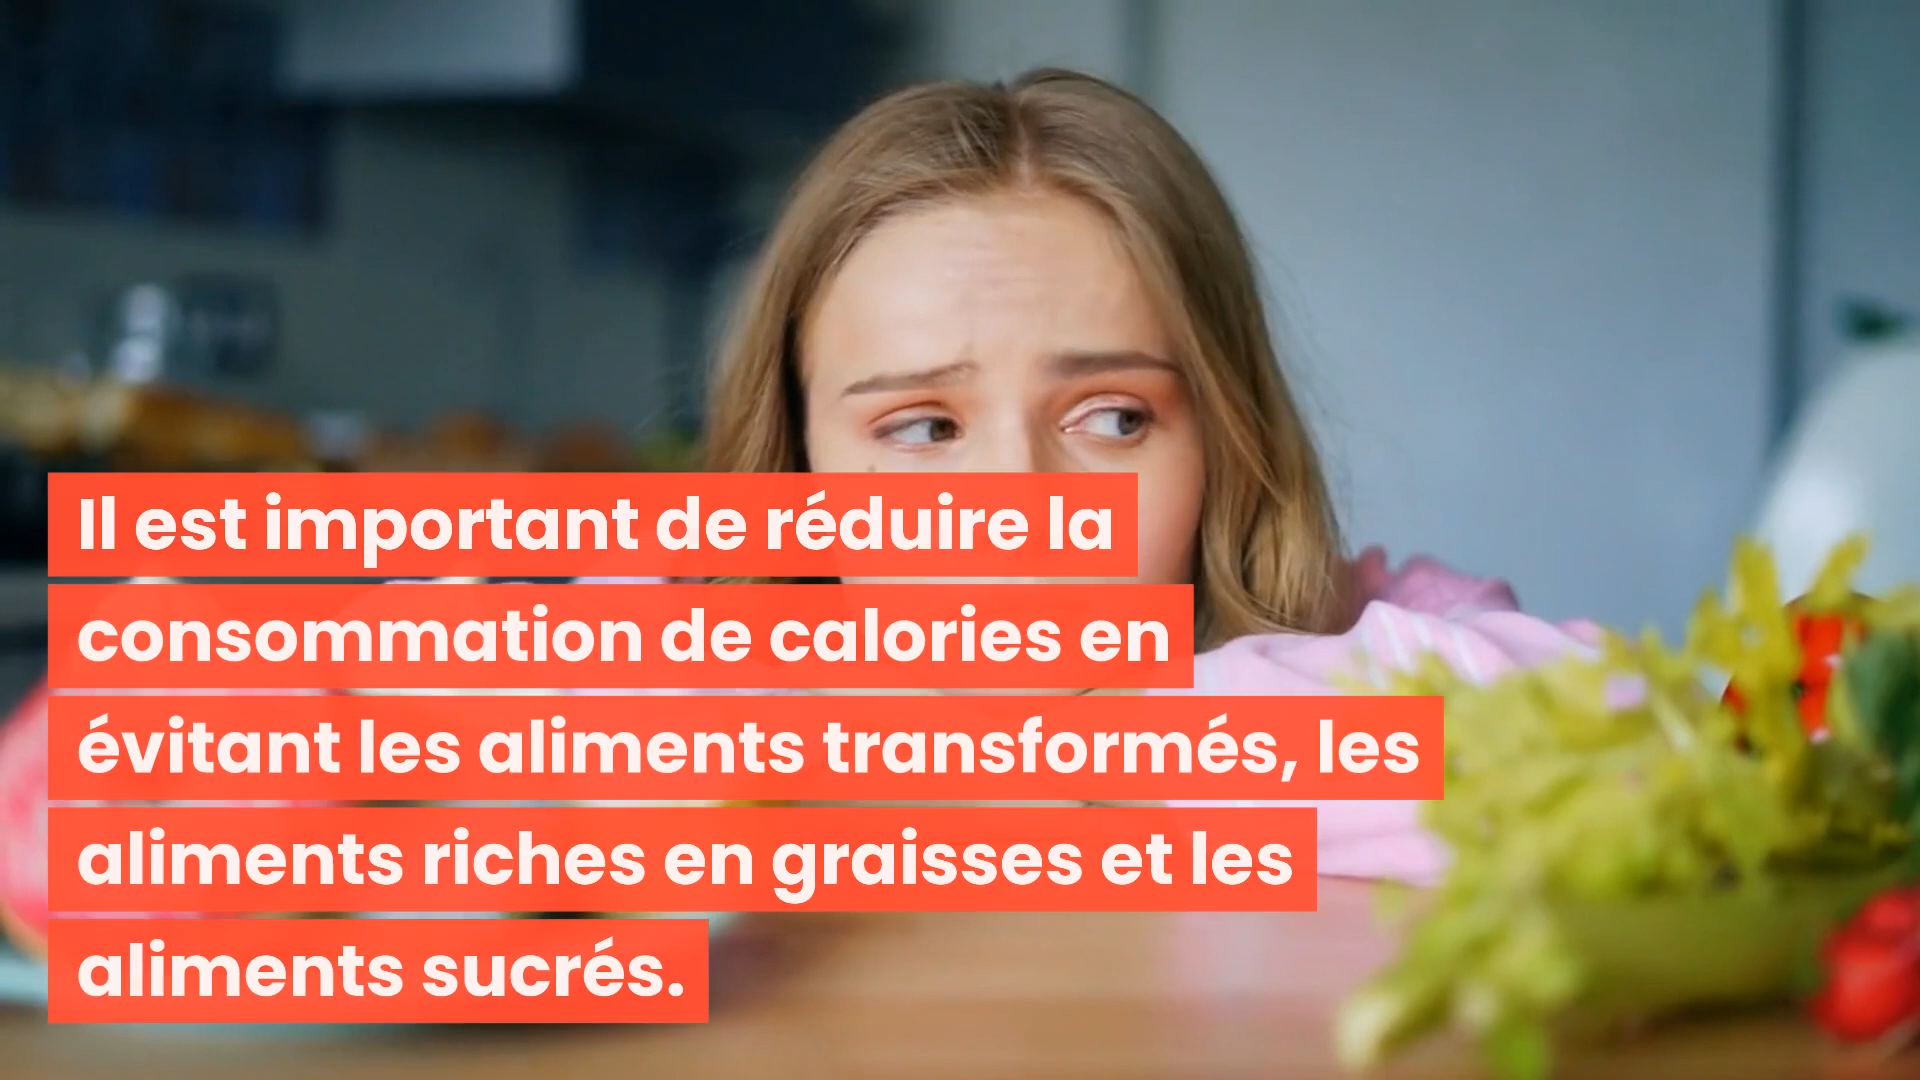 Il est important de réduire la
consommation de calories en
évitant les aliments transformés, les
aliments riches en graisses et les
aliments sucrés.